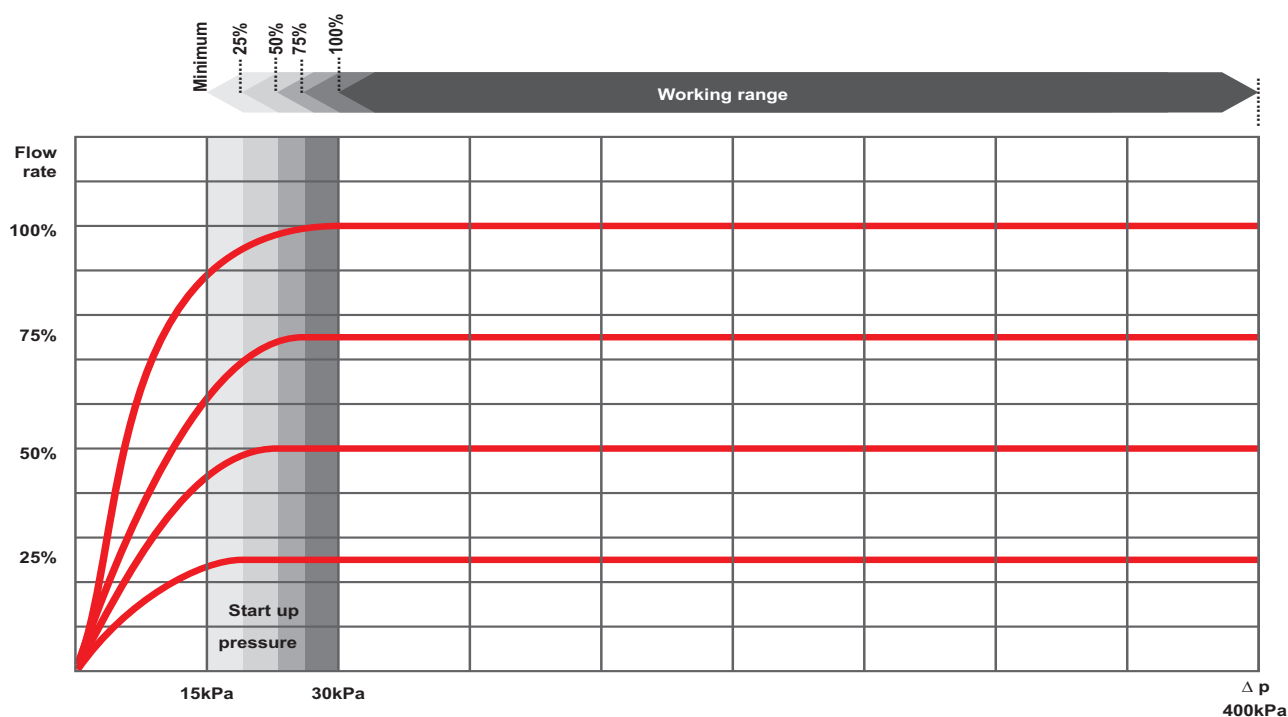 Minimum
25%
50%
75%
100%
Working range
Flow
rate
100%
75%
50%
25%
Start up
pressure
15kPa
30kPa
Δ p
400kPa